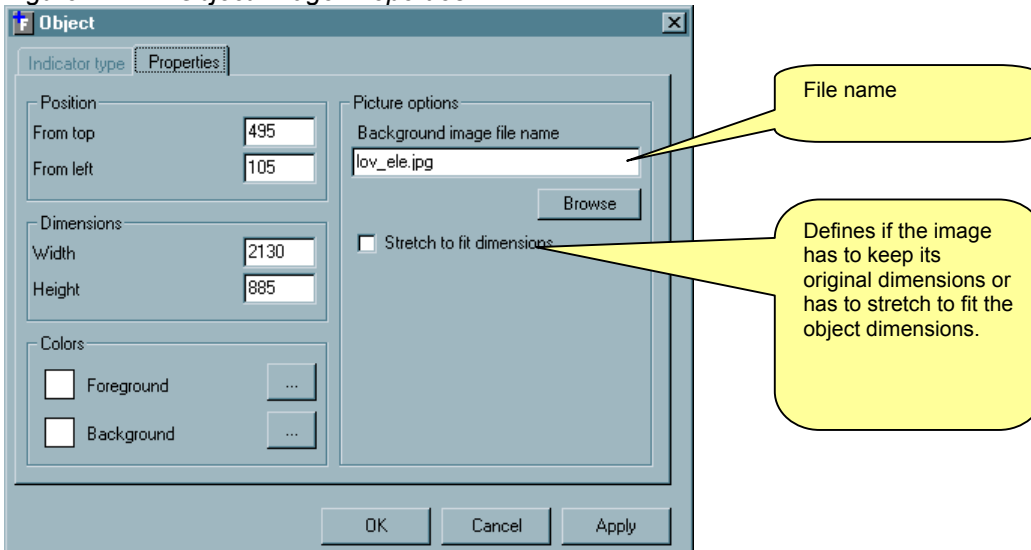 Object
Indicator type
Properties
Position
From top
495
From left
105
Dimensions
Width
2130
Height
885
Colors
Foreground
...
Background
...
Picture options
Background image file name
lov_ele.jpg
Browse
Stretch to fit dimensions
OK
Cancel
Apply
File name
Defines if the image
has to keep its
original dimensions or
has to stretch to fit the
object dimensions.